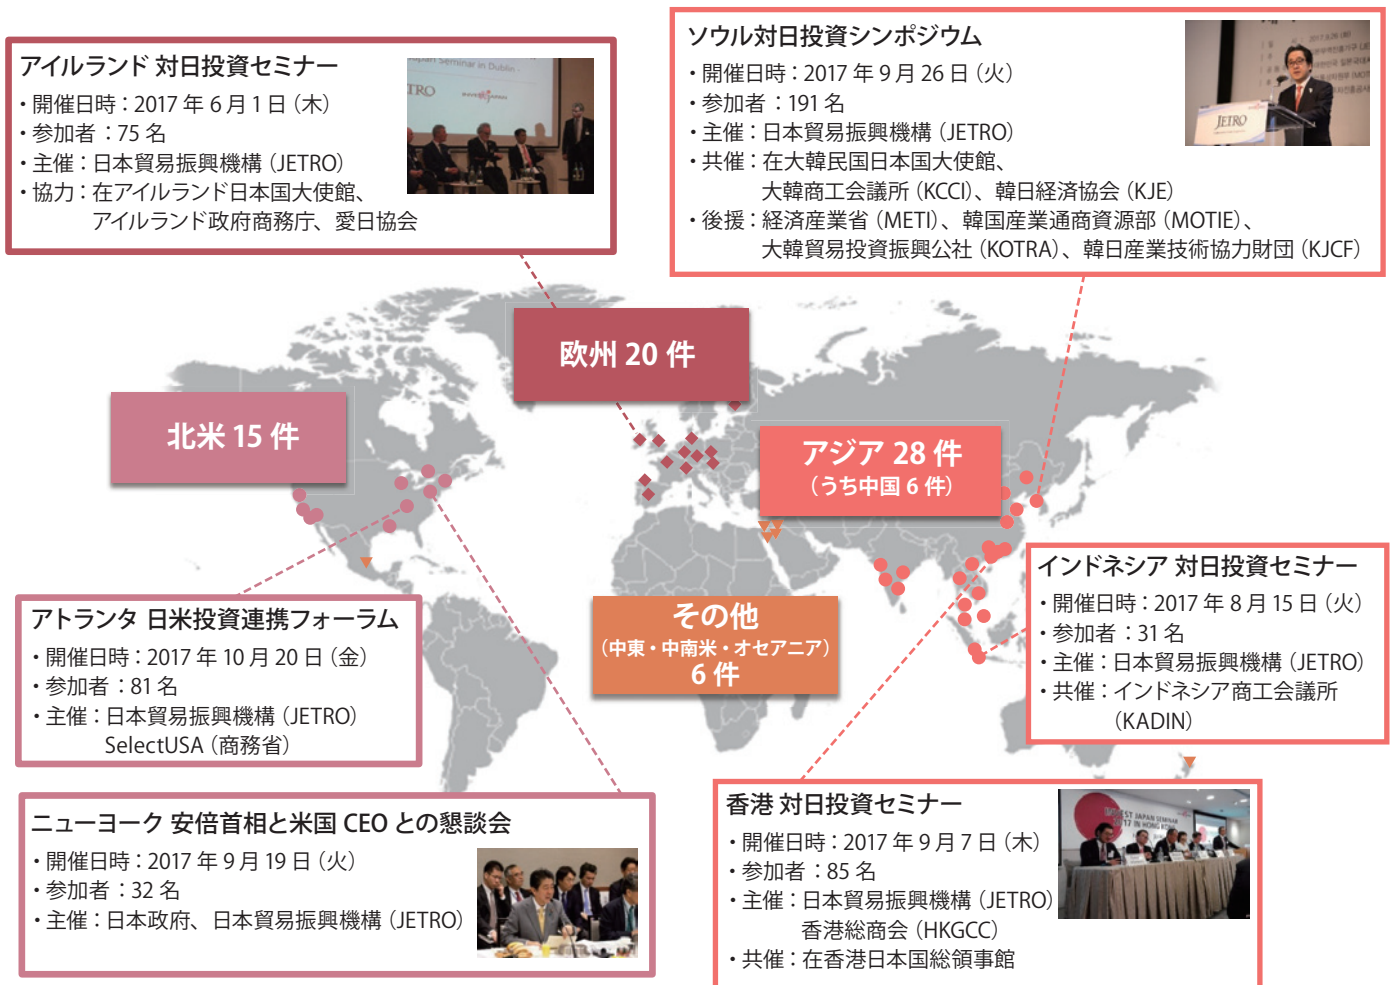 アイルランド 対日投資セミナー
・開催日時：2017 年 6 月 1 日（木）
・参加者：75 名
・主催：日本貿易振興機構（JETRO）
・協力：在アイルランド日本国大使館、
アイルランド政府商務庁、愛日協会
Japan Seminar in Dublin -
ソウル対日投資シンポジウム
・開催日時：2017 年 9 月 26 日（火）
・参加者：191 名
・主催：日本貿易振興機構（JETRO）
・共催：在大韓民国日本国大使館、
大韓商工会議所（KCCI）、韓日経済協会（KJE）
・後援：経済産業省（METI）、韓国産業通商資源部（MOTIE）、
大韓貿易投資振興公社（KOTRA）、韓日産業技術協力財団（KJCF）
JETRO
欧州 20 件
北米 15 件
アジア 28 件
（うち中国 6 件）
その他
（中東・中南米・オセアニア）
6 件
インドネシア 対日投資セミナー
・開催日時：2017 年 8 月 15 日（火）
・参加者：31 名
・主催：日本貿易振興機構（JETRO）
・共催：インドネシア商工会議所
（KADIN）
アトランタ 日米投資連携フォーラム
・開催日時：2017 年 10 月 20 日（金）
・参加者：81 名
・主催：日本貿易振興機構（JETRO）
SelectUSA（商務省）
ニューヨーク 安倍首相と米国 CEO との懇談会
・開催日時：2017 年 9 月 19 日（火）
・参加者：32 名
・主催：日本政府、日本貿易振興機構（JETRO）
香港 対日投資セミナー
・開催日時：2017 年 9 月 7 日（木）
・参加者：85 名
・主催：日本貿易振興機構（JETRO）
香港総商会（HKGCC）
・共催：在香港日本国総領事館
INVEST JAPAN SEMINAR
2017 IN HONG KONG